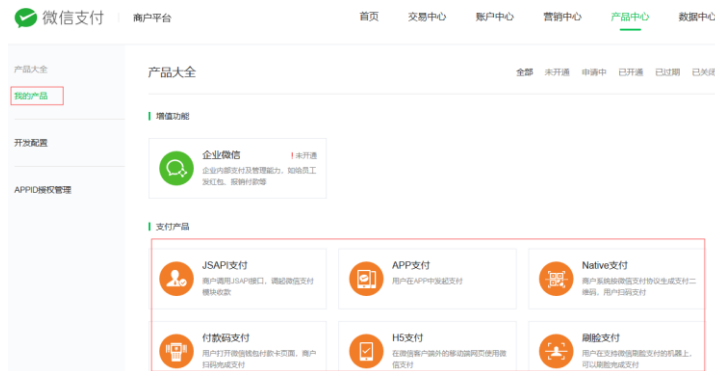 微信支付 商户平台 首页 交易中心 账户中心 营销中心 产品中心 数据中心
产品大全
我的产品
开发配置
APPID授权管理
产品大全 全部 未开通 申请中 已开通 已过期 已关闭
增值功能
企业微信 !未开通
企业内部支付及管理能力，如给员工
发红包、报销付款等
支付产品
JSAPI支付
商户调用JSAPI接口，调起微信支付
模块收款
APP支付
用户在APP中发起支付
Native支付
商户系统按微信支付协议生成支付二
维码，用户扫码支付
付款码支付
用户打开微信钱包付款卡页面，商户
扫码完成支付
H5支付
在微信客户端外的移动端网页使用微
信支付
刷脸支付
用户在支持微信刷脸支付的机器上，
可以刷脸完成支付